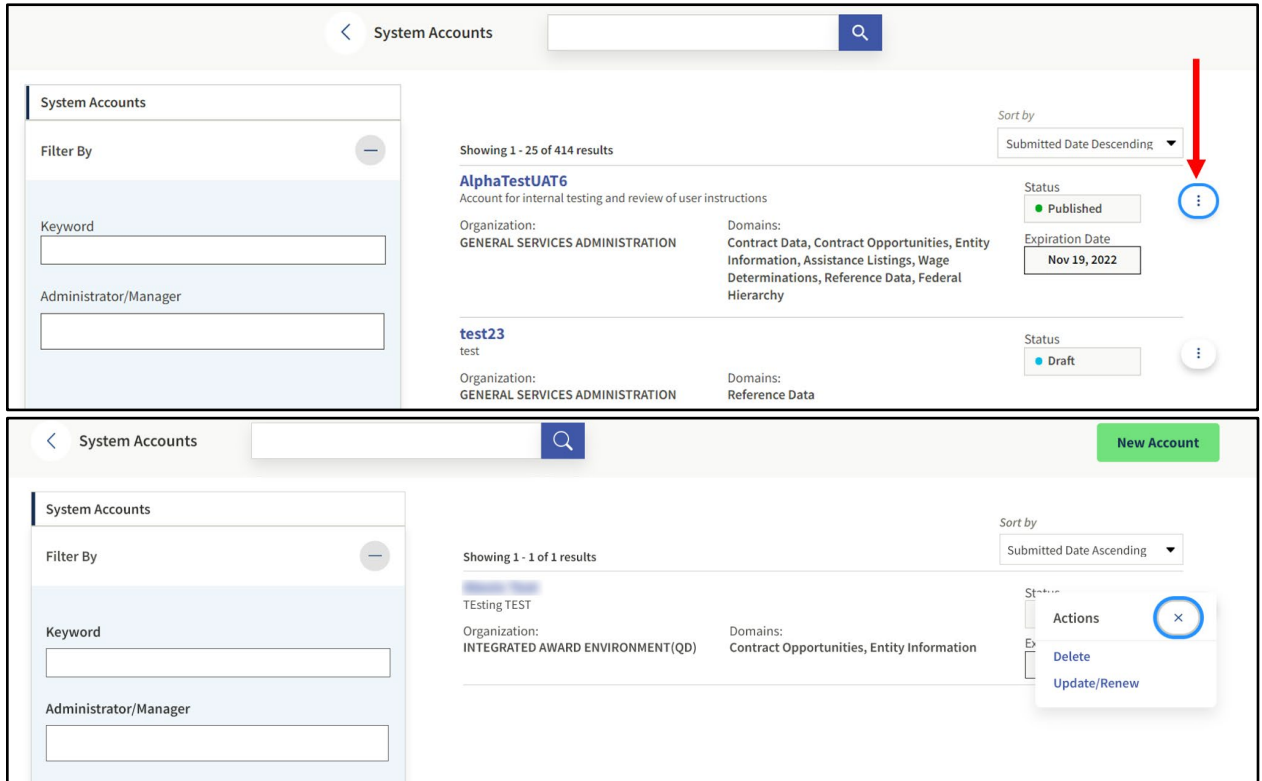 System Accounts
System Accounts
Filter By
Keyword
Administrator/Manager
Sort by
Submitted Date Descending
Showing 1 - 25 of 414 results
AlphaTestUAT6
Account for internal testing and review of user instructions
Organization:
GENERAL SERVICES ADMINISTRATION
Domains:
Contract Data, Contract Opportunities, Entity
Information, Assistance Listings, Wage
Determinations, Reference Data, Federal
Hierarchy
Status
Published
Expiration Date
Nov 19, 2022
test23
test
Organization:
GENERAL SERVICES ADMINISTRATION
Domains:
Reference Data
Status
Draft
System Accounts
New Account
System Accounts
Filter By
Keyword
Administrator/Manager
Sort by
Submitted Date Ascending
Showing 1 - 1 of 1 results
TEsting TEST
Organization:
INTEGRATED AWARD ENVIRONMENT(QD)
Domains:
Contract Opportunities, Entity Information
Actions
Delete
Update/Renew